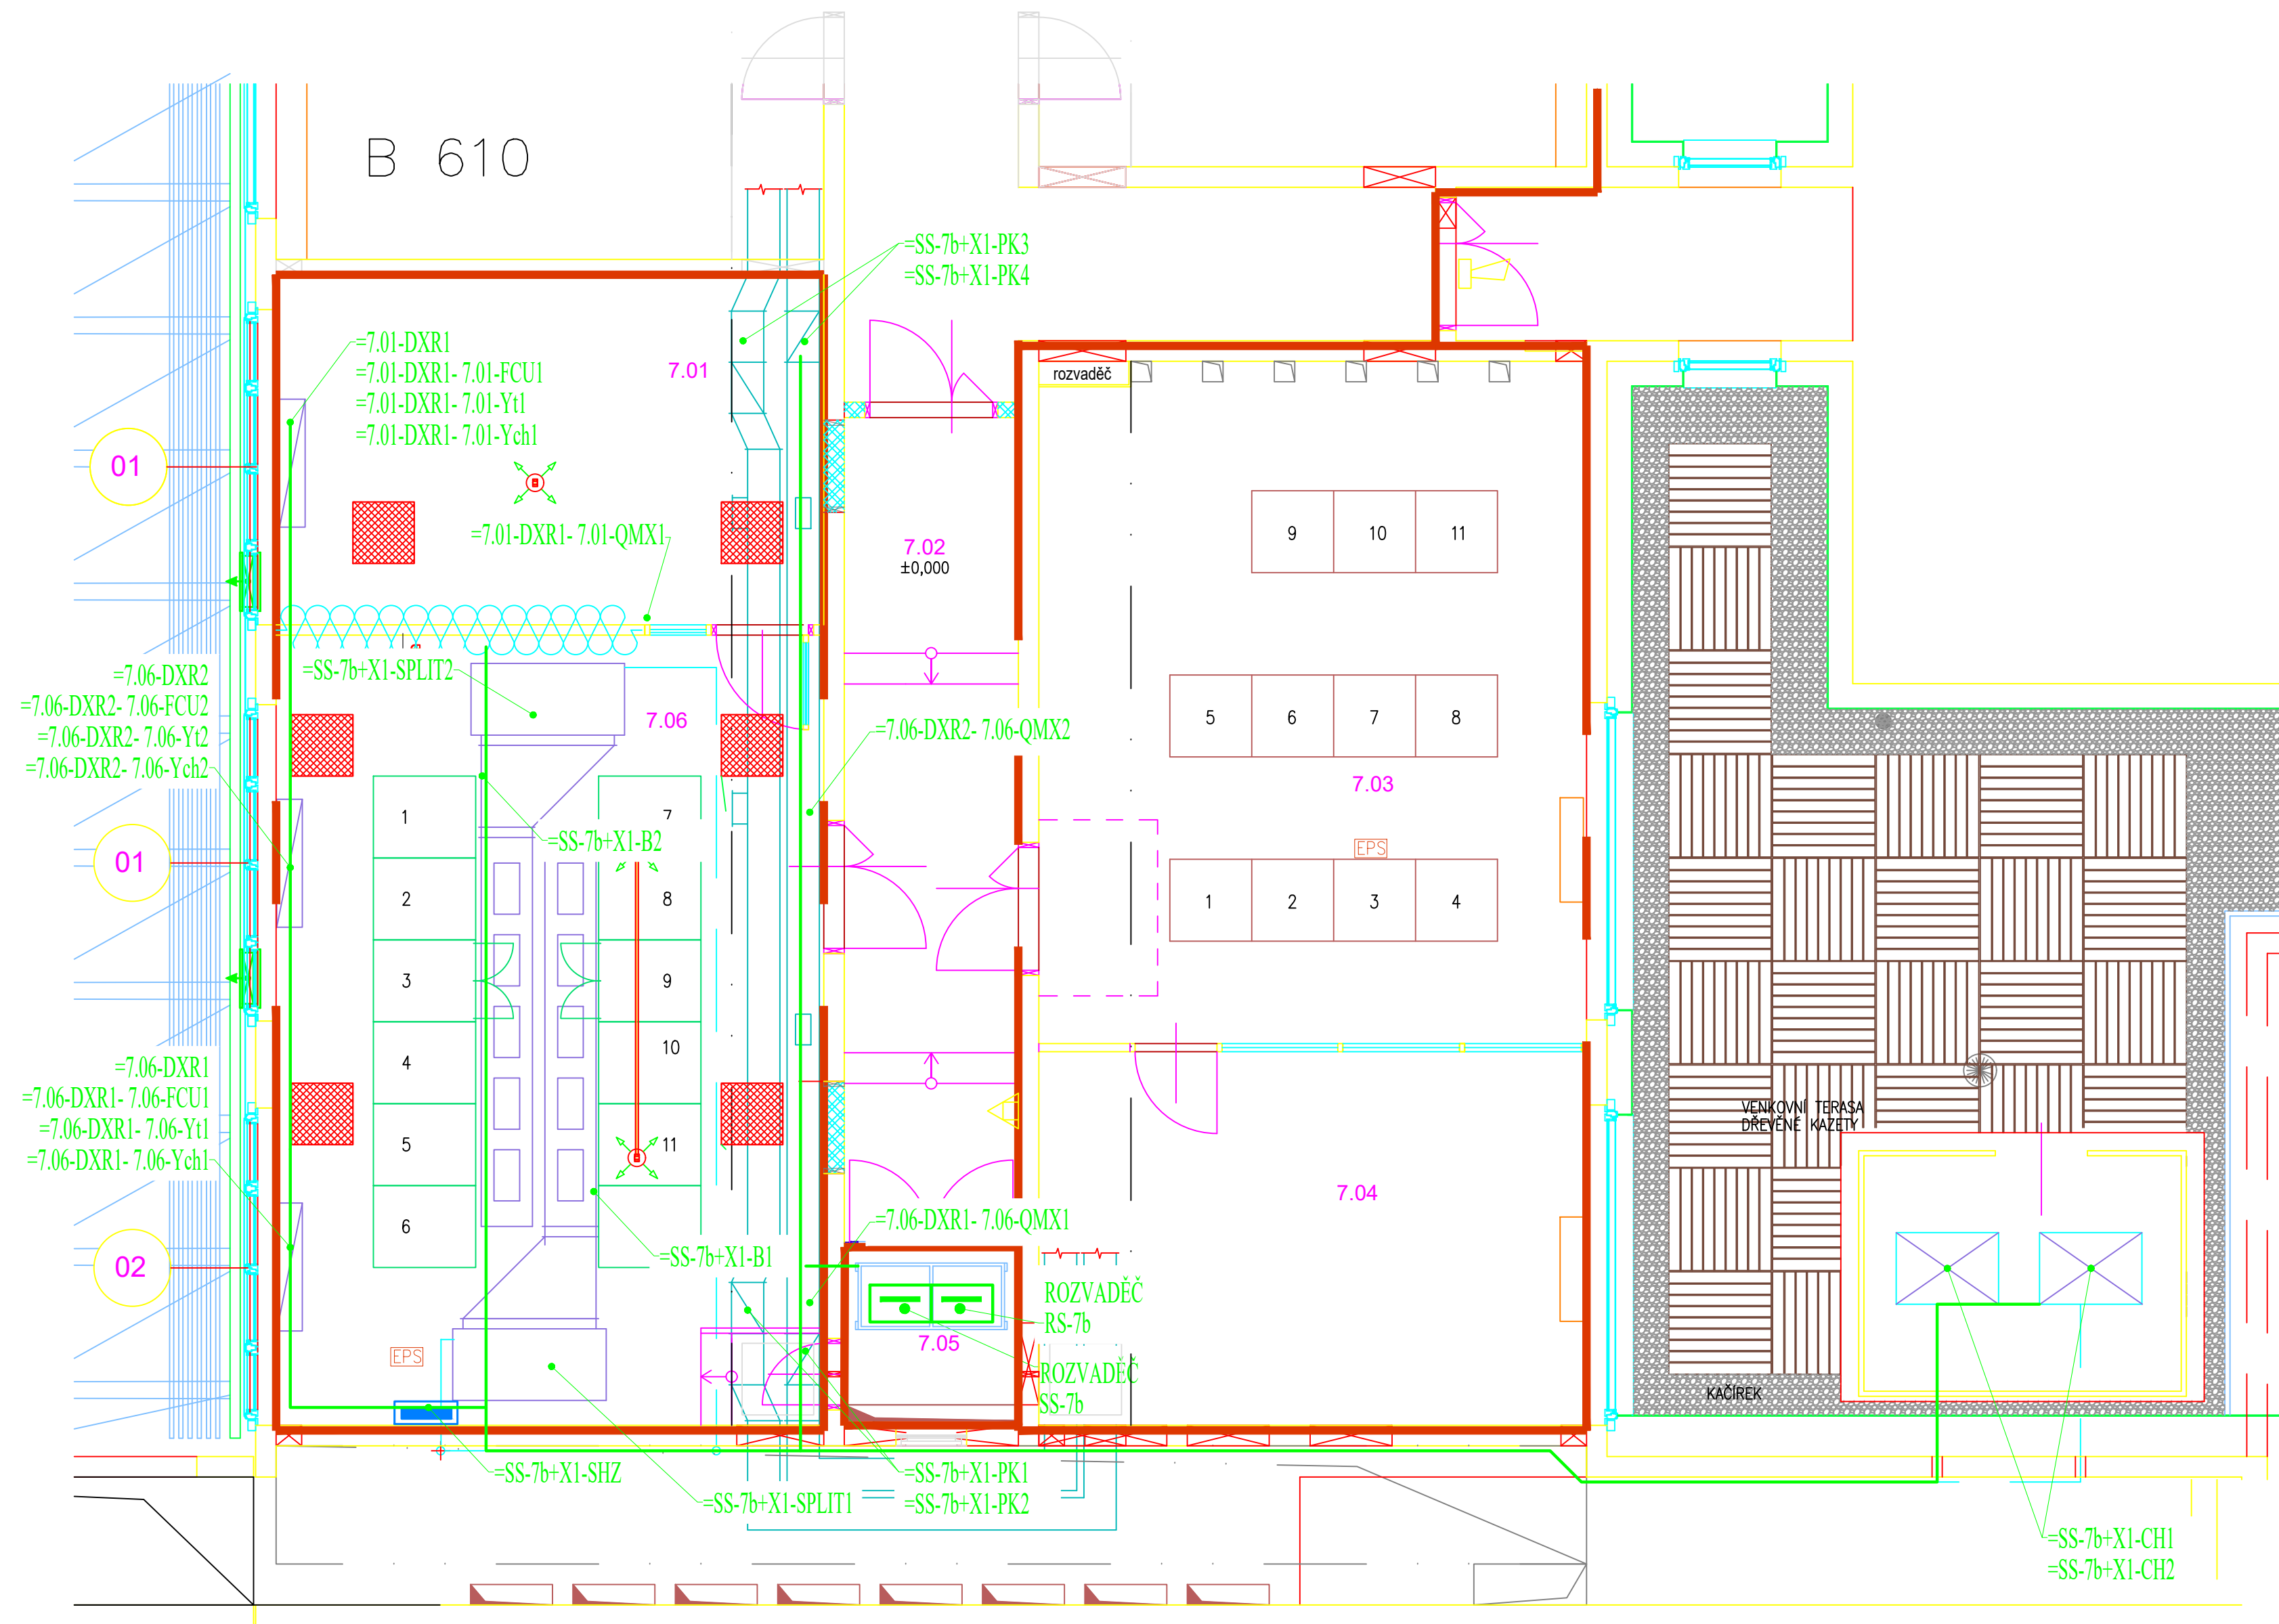 B 610
=SS-7b+X1-PK3
=SS-7b+X1-PK4
=7.01-DXR1
=7.01-DXR1- 7.01-FCU1
=7.01-DXR1- 7.01-Yt1
=7.01-DXR1- 7.01-Ych1
7.01
rozvaděč
01
=7.01-DXR1- 7.01-QMX1
7.02
±0,000
9
10
11
=7.06-DXR2
=7.06-DXR2- 7.06-FCU2
=7.06-DXR2- 7.06-Yt2
=7.06-DXR2- 7.06-Ych2
=SS-7b+X1-SPLIT2
7.06
=7.06-DXR2- 7.06-QMX2
5
6
7
8
7.03
EPS
01
1
2
3
4
5
6
7
8
9
10
11
=SS-7b+X1-B2
1
2
3
4
=7.06-DXR1
=7.06-DXR1- 7.06-FCU1
=7.06-DXR1- 7.06-Yt1
=7.06-DXR1- 7.06-Ych1
VENKOVNÍ TERASA
DŘEVĚNÉ KAZETY
7.04
=7.06-DXR1- 7.06-QMX1
=SS-7b+X1-B1
02
ROZVADĚČ
RS-7b
7.05
EPS
ROZVADĚČ
SS-7b
KAČÍREK
=SS-7b+X1-SHZ
=SS-7b+X1-SPLIT1
=SS-7b+X1-PK1
=SS-7b+X1-PK2
=SS-7b+X1-CH1
=SS-7b+X1-CH2